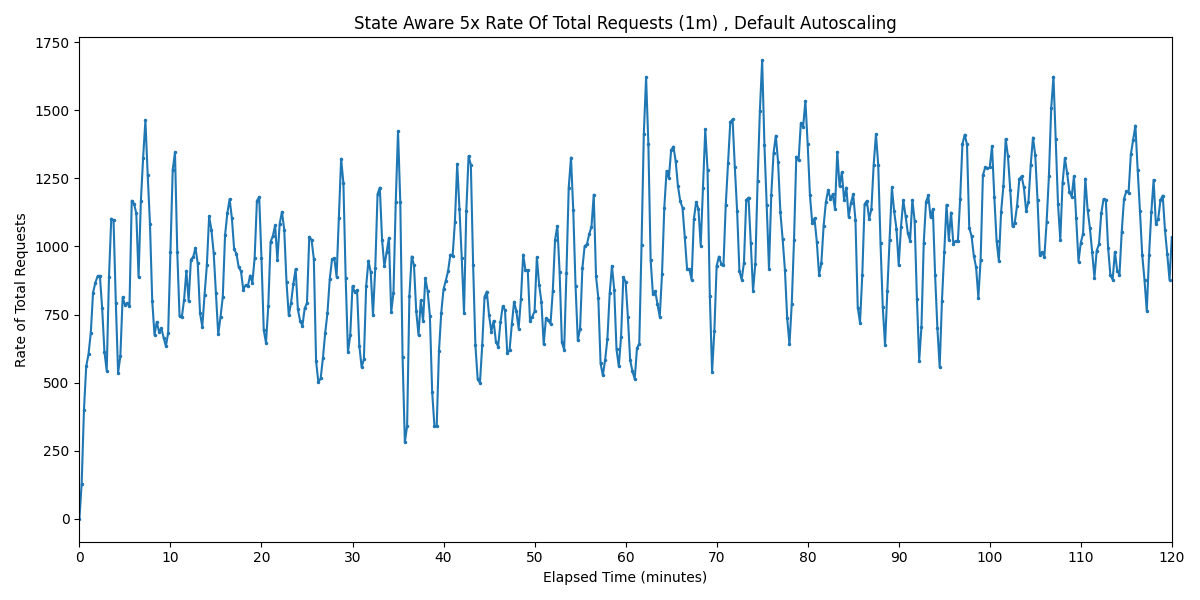 State Aware 5x Rate Of Total Requests (1m) , Default Autoscaling
Rate of Total Requests
1750
1500
1250
1000
750
500
250
0
0 10 20 30 40 50 60 70 80 90 100 110 120
Elapsed Time (minutes)